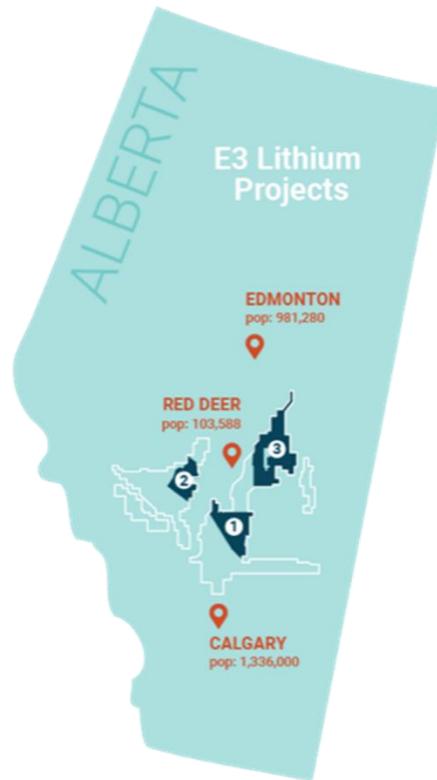 ALBERTA
E3 Lithium
Projects
EDMONTON
pop: 981,280
RED DEER
pop: 103,588
3
2
1
CALGARY
pop: 1,336,000